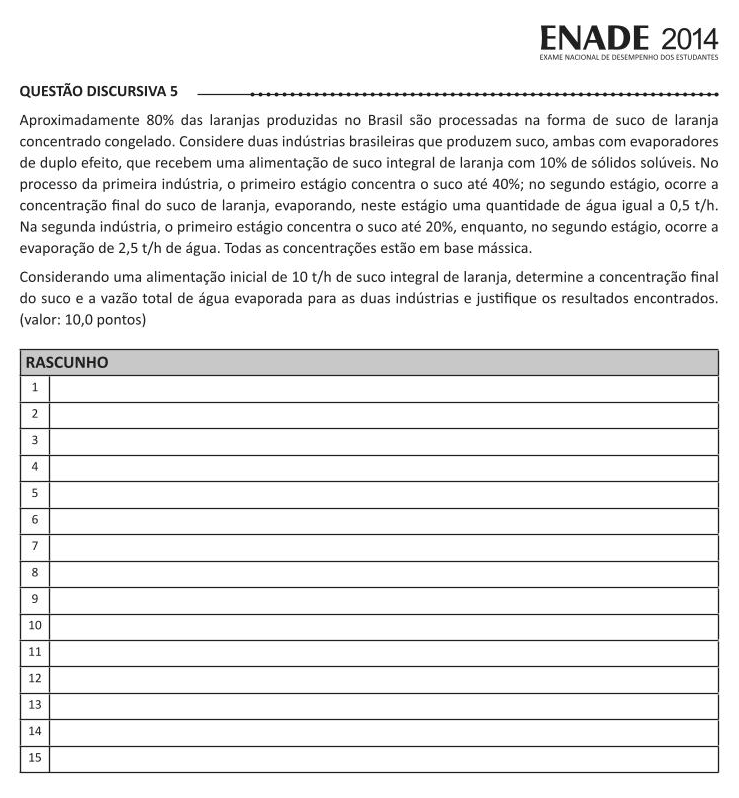 ENADE 2014
EXAME NACIONAL DE DESEMPENHO DOS ESTUDANTES
QUESTÃO DISCURSIVA 5
Aproximadamente 80% das laranjas produzidas no Brasil são processadas na forma de suco de laranja
concentrado congelado. Considere duas indústrias brasileiras que produzem suco, ambas com evaporadores
de duplo efeito, que recebem uma alimentação de suco integral de laranja com 10% de sólidos solúveis. No
processo da primeira indústria, o primeiro estágio concentra o suco até 40%; no segundo estágio, ocorre a
concentração final do suco de laranja, evaporando, neste estágio uma quantidade de água igual a 0,5 t/h.
Na segunda indústria, o primeiro estágio concentra o suco até 20%, enquanto, no segundo estágio, ocorre a
evaporação de 2,5 t/h de água. Todas as concentrações estão em base mássica.
Considerando uma alimentação inicial de 10 t/h de suco integral de laranja, determine a concentração final
do suco e a vazão total de água evaporada para as duas indústrias e justifique os resultados encontrados.
(valor: 10,0 pontos)
RASCUNHO
1
2
3
4
5
6
7
8
9
10
11
12
13
14
15